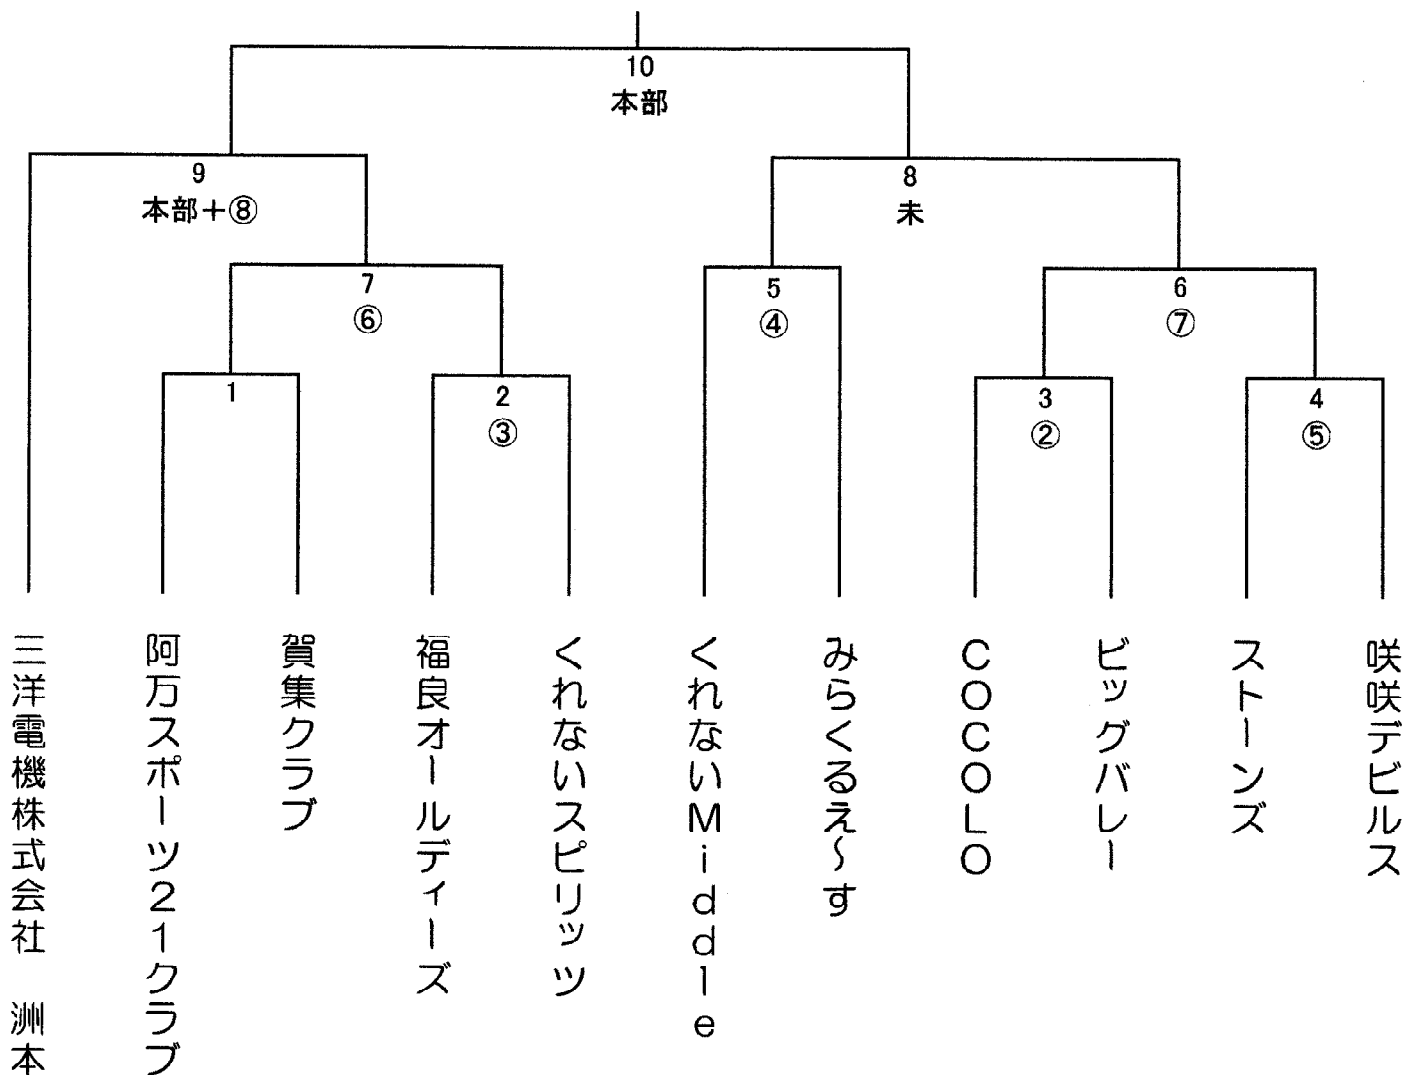 10
本部
9
本部+⑧
8
未
7
⑥
5
④
6
⑦
1
2
③
3
②
4
⑤
三洋電機株式会社 洲本
阿万スポーツ21クラブ
賀集クラブ
福良オールディーズ
くれないスピリッツ
くれないMiddle
みらくるえ～す
COCOLO
ビッグバレー
ストーンズ
咲咲デビルス